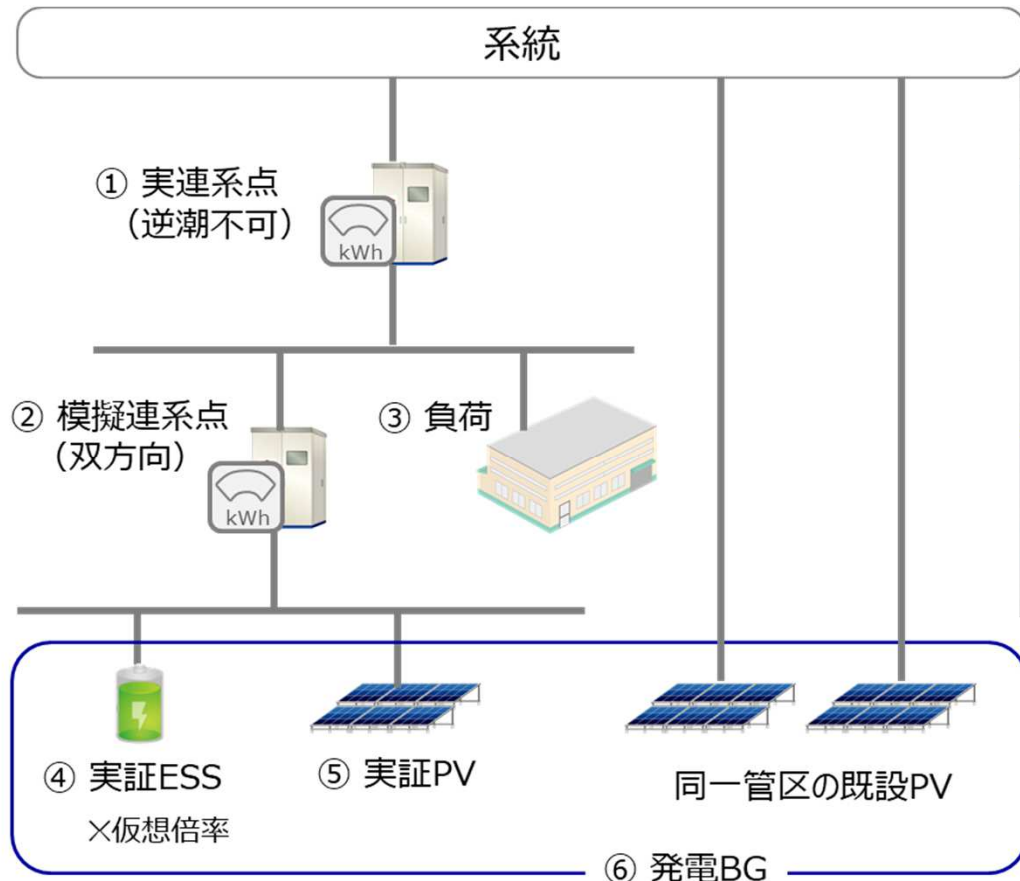 系統
① 実連系点
（逆潮不可）
kWh
② 模擬連系点
（双方向）
③ 負荷
kWh
④ 実証ESS
×仮想倍率
⑤ 実証PV
同一管区の既設PV
⑥ 発電BG